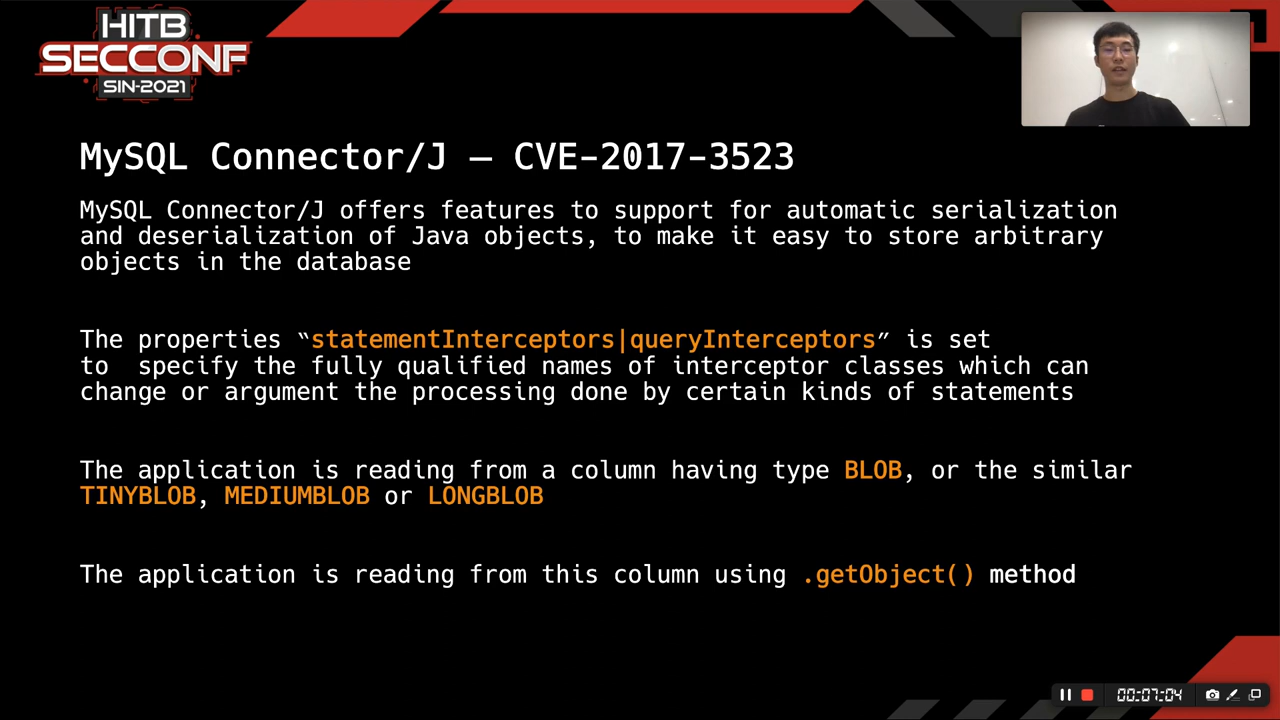 HITB
SECCONF
SIN-2021
MySQL Connector/J – CVE-2017-3523
MySQL Connector/J offers features to support for automatic serialization
and deserialization of Java objects, to make it easy to store arbitrary
objects in the database
The properties “statementInterceptors|queryInterceptors” is set
to  specify the fully qualified names of interceptor classes which can
change or argument the processing done by certain kinds of statements
The application is reading from a column having type BLOB, or the similar
TINYBLOB, MEDIUMBLOB or LONGBLOB
The application is reading from this column using .getObject() method
00:07:04